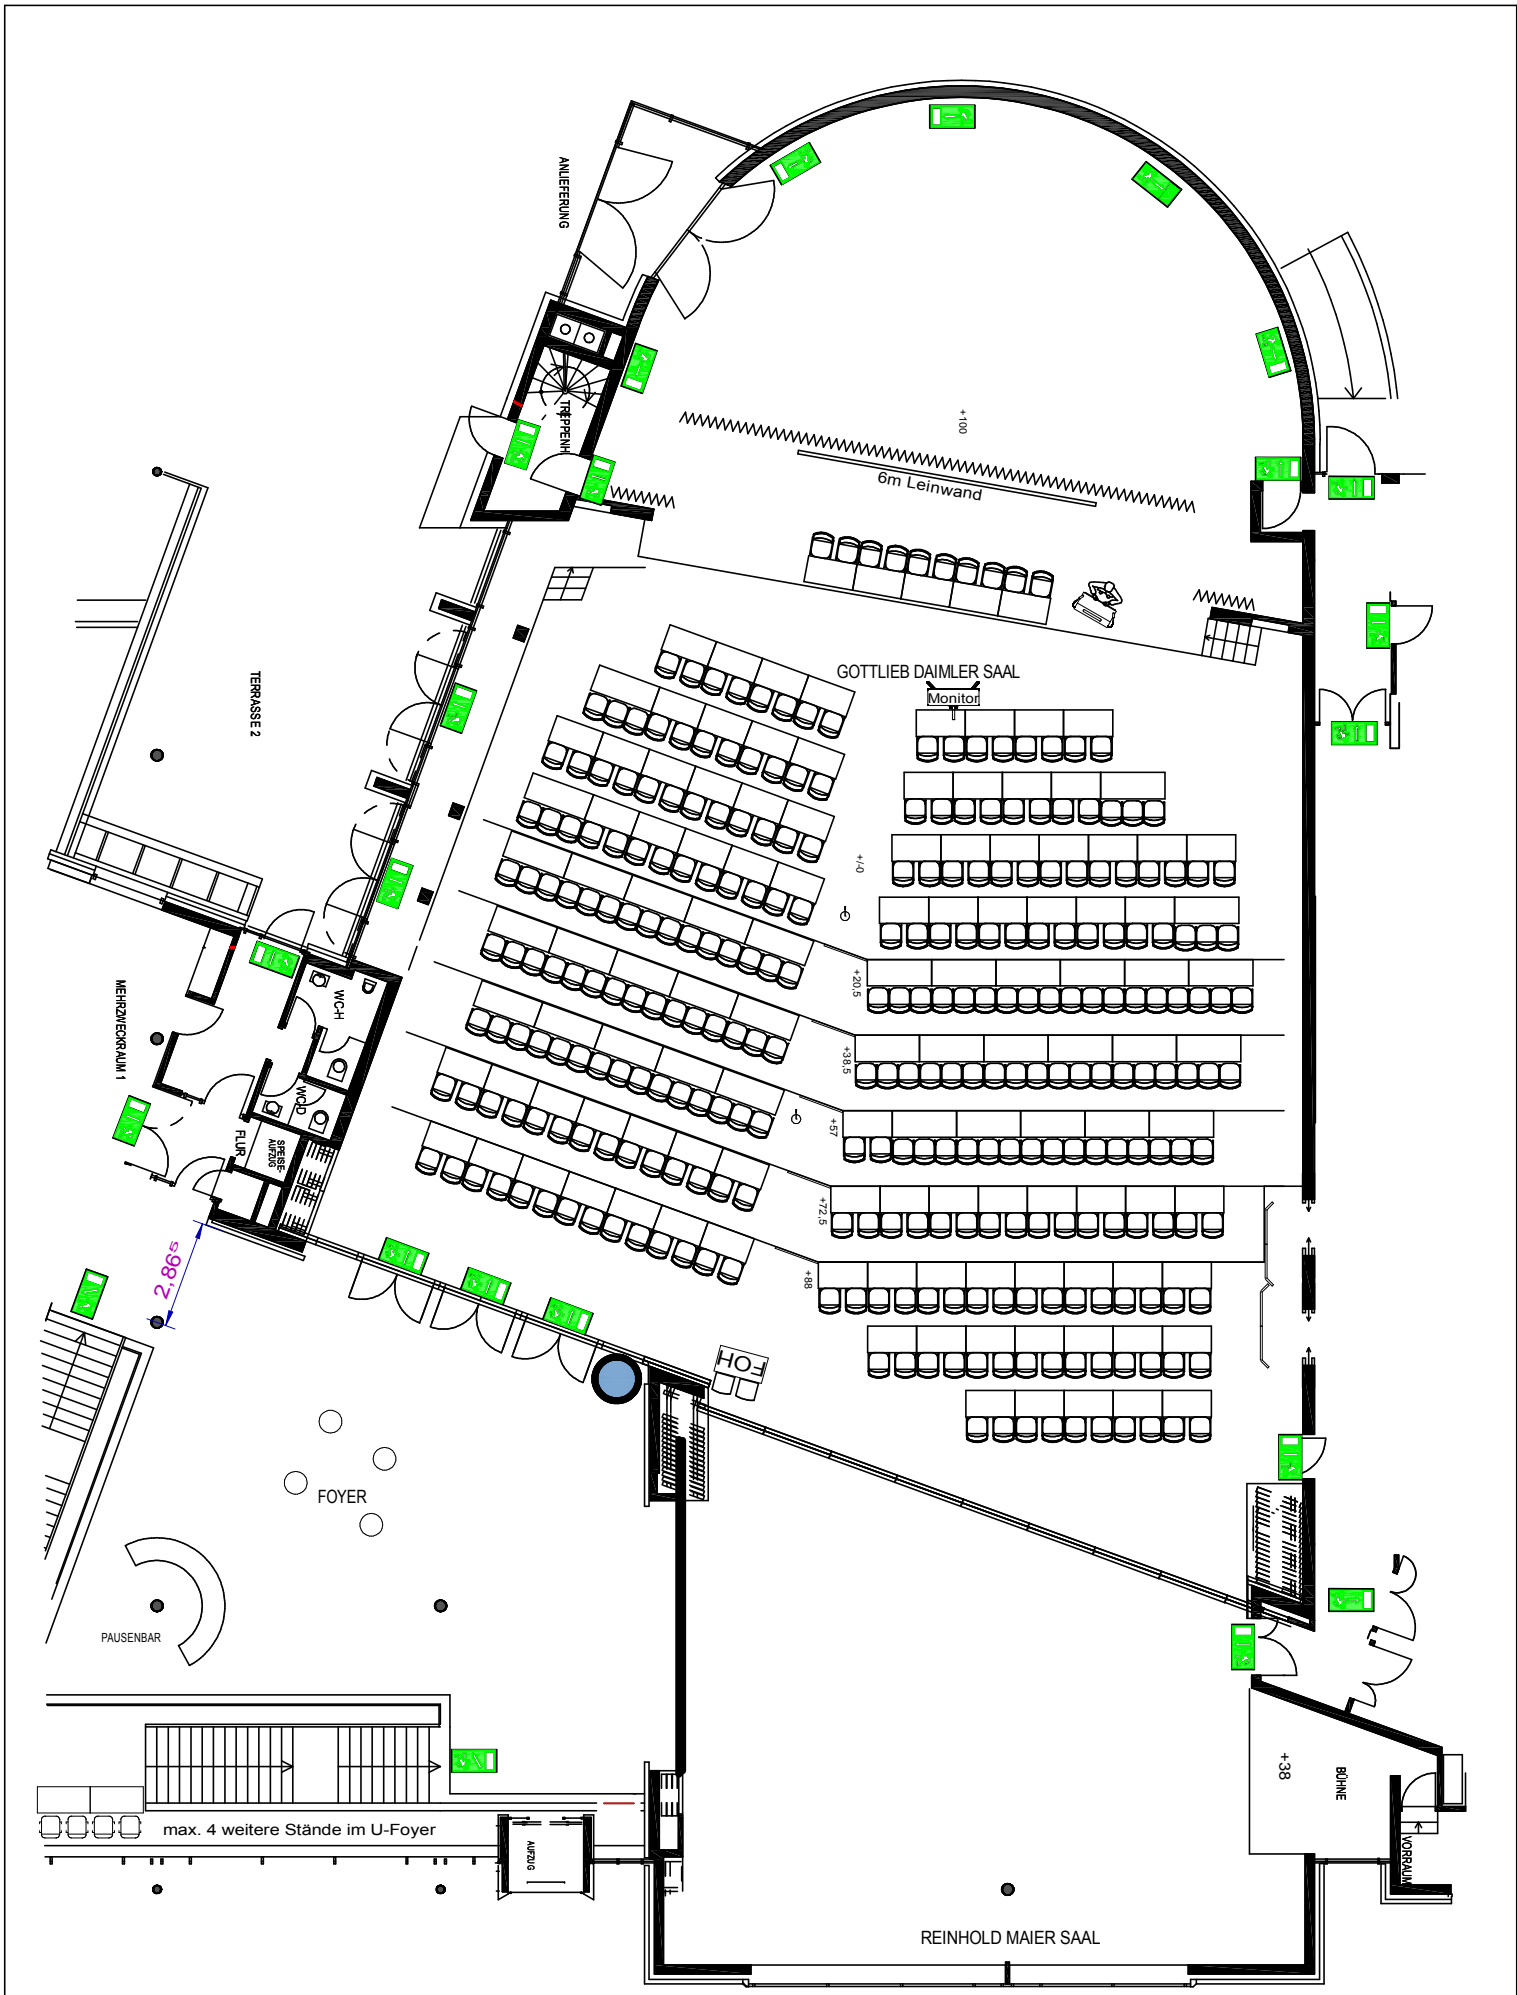 ANLIEFERUNG
TREPPENH
+100
6m Leinwand
GOTTLIEB DAIMLER SAAL
Monitor
TERRASSE 2
+/-0
+20,5
WC-H
MEHRZWECKRAUM 1
+38,5
WC-D
+57
FLUR
SPEISE-
AUFZUG
+72,5
2,86⁵
+88
FOH
FOYER
PAUSENBAR
+38
BÜHNE
max. 4 weitere Stände im U-Foyer
AUFZUG
VORRAUM
REINHOLD MAIER SAAL